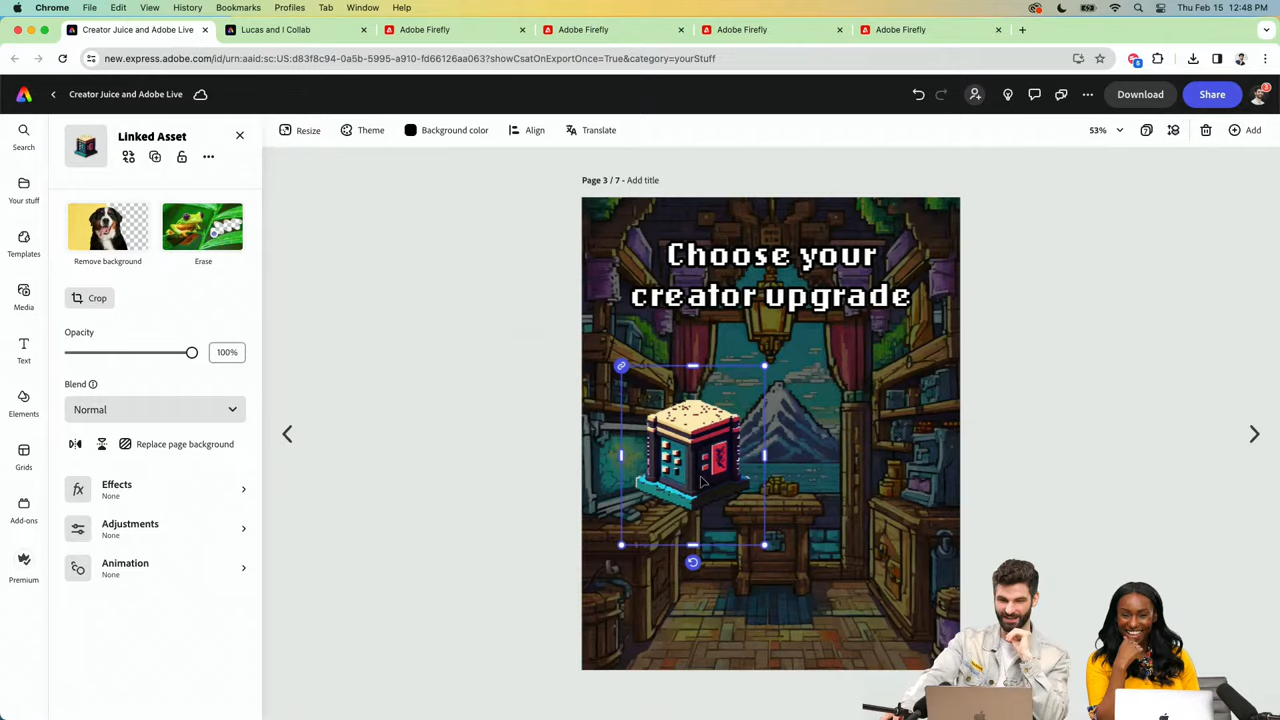 Chrome File Edit View History Bookmarks Profiles Tab Window Help
Thu Feb 15 12:48 PM
Creator Juice and Adobe Live
Lucas and I Collab
Adobe Firefly
Adobe Firefly
Adobe Firefly
Adobe Firefly
new.express.adobe.com/id/urn:aaid:sc:US:d83f8c94-0a5b-5995-a910-fd66126aa063?showCsatOnExportOnce=True&category=yourStuff
5
Creator Juice and Adobe Live
Download
Share
3
Search
Your stuff
Templates
Media
Text
Elements
Grids
Add-ons
Premium
Linked Asset
Remove background
Erase
Crop
Opacity
100%
Blend
Normal
Replace page background
fx
Effects
None
Adjustments
None
Animation
None
Resize
Theme
Background color
Align
Translate
53%
7
Add
Page 3 / 7 - Add title
Choose your
creator upgrade